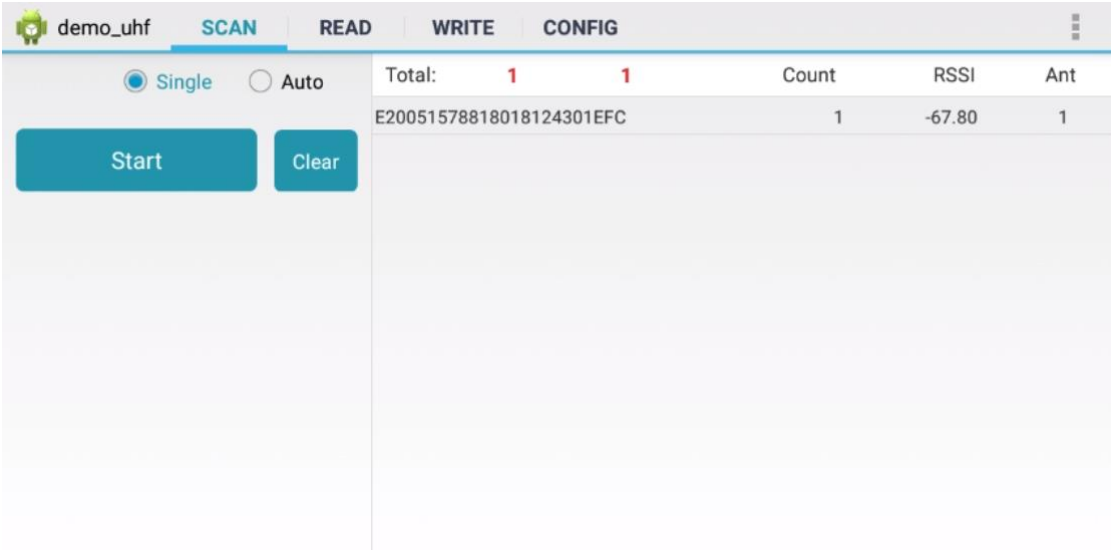 demo_uhf SCAN READ WRITE CONFIG
Single Auto
Start Clear
Total: 1 1 Count RSSI Ant
E20051578818018124301EFC 1 -67.80 1